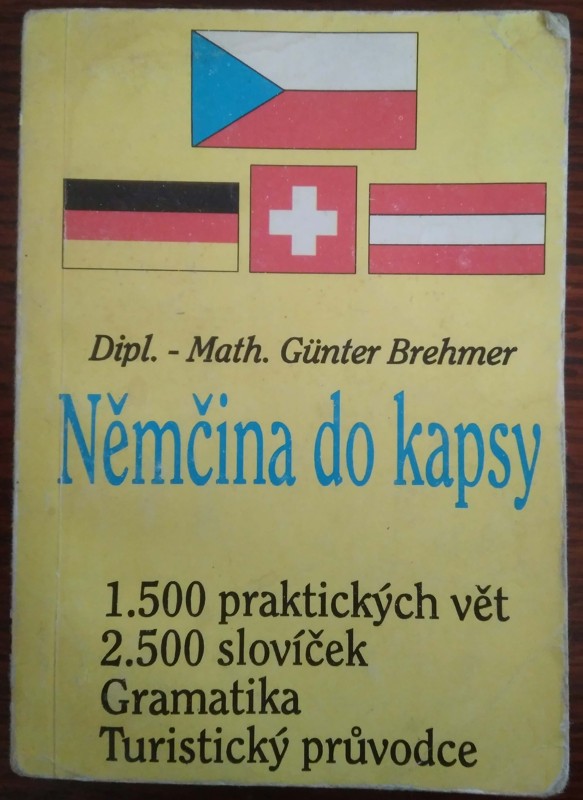 Dipl. - Math. Günter Brehmer
Němčina do kapsy
1.500 praktických vět
2.500 slovíček
Gramatika
Turistický průvodce